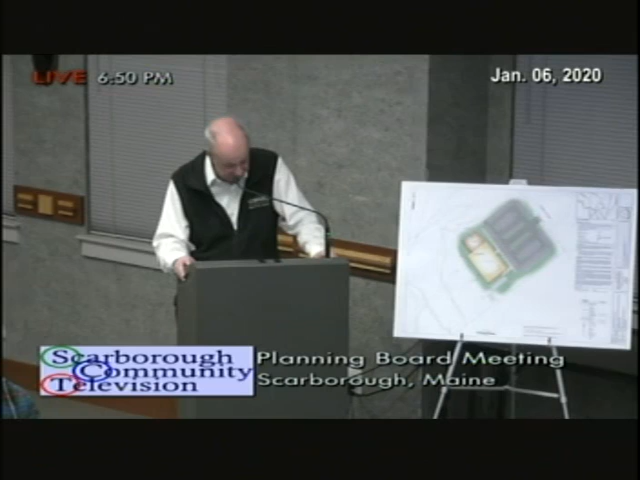 LIVE 6:50 PM
Jan. 06, 2020
Scarborough
Community
Television
Planning Board Meeting
Scarborough, Maine